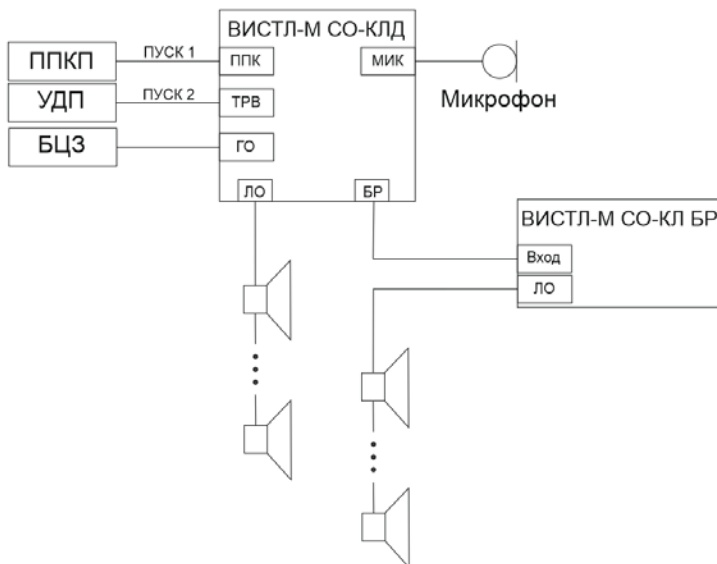 ВИСТЛ-М СО-КЛД
ППКП
ПУСК 1
ППК
МИК
УДП
ПУСК 2
ТРВ
Микрофон
БЦЗ
ГО
ЛО
БР
ВИСТЛ-М СО-КЛ БР
Вход
ЛО